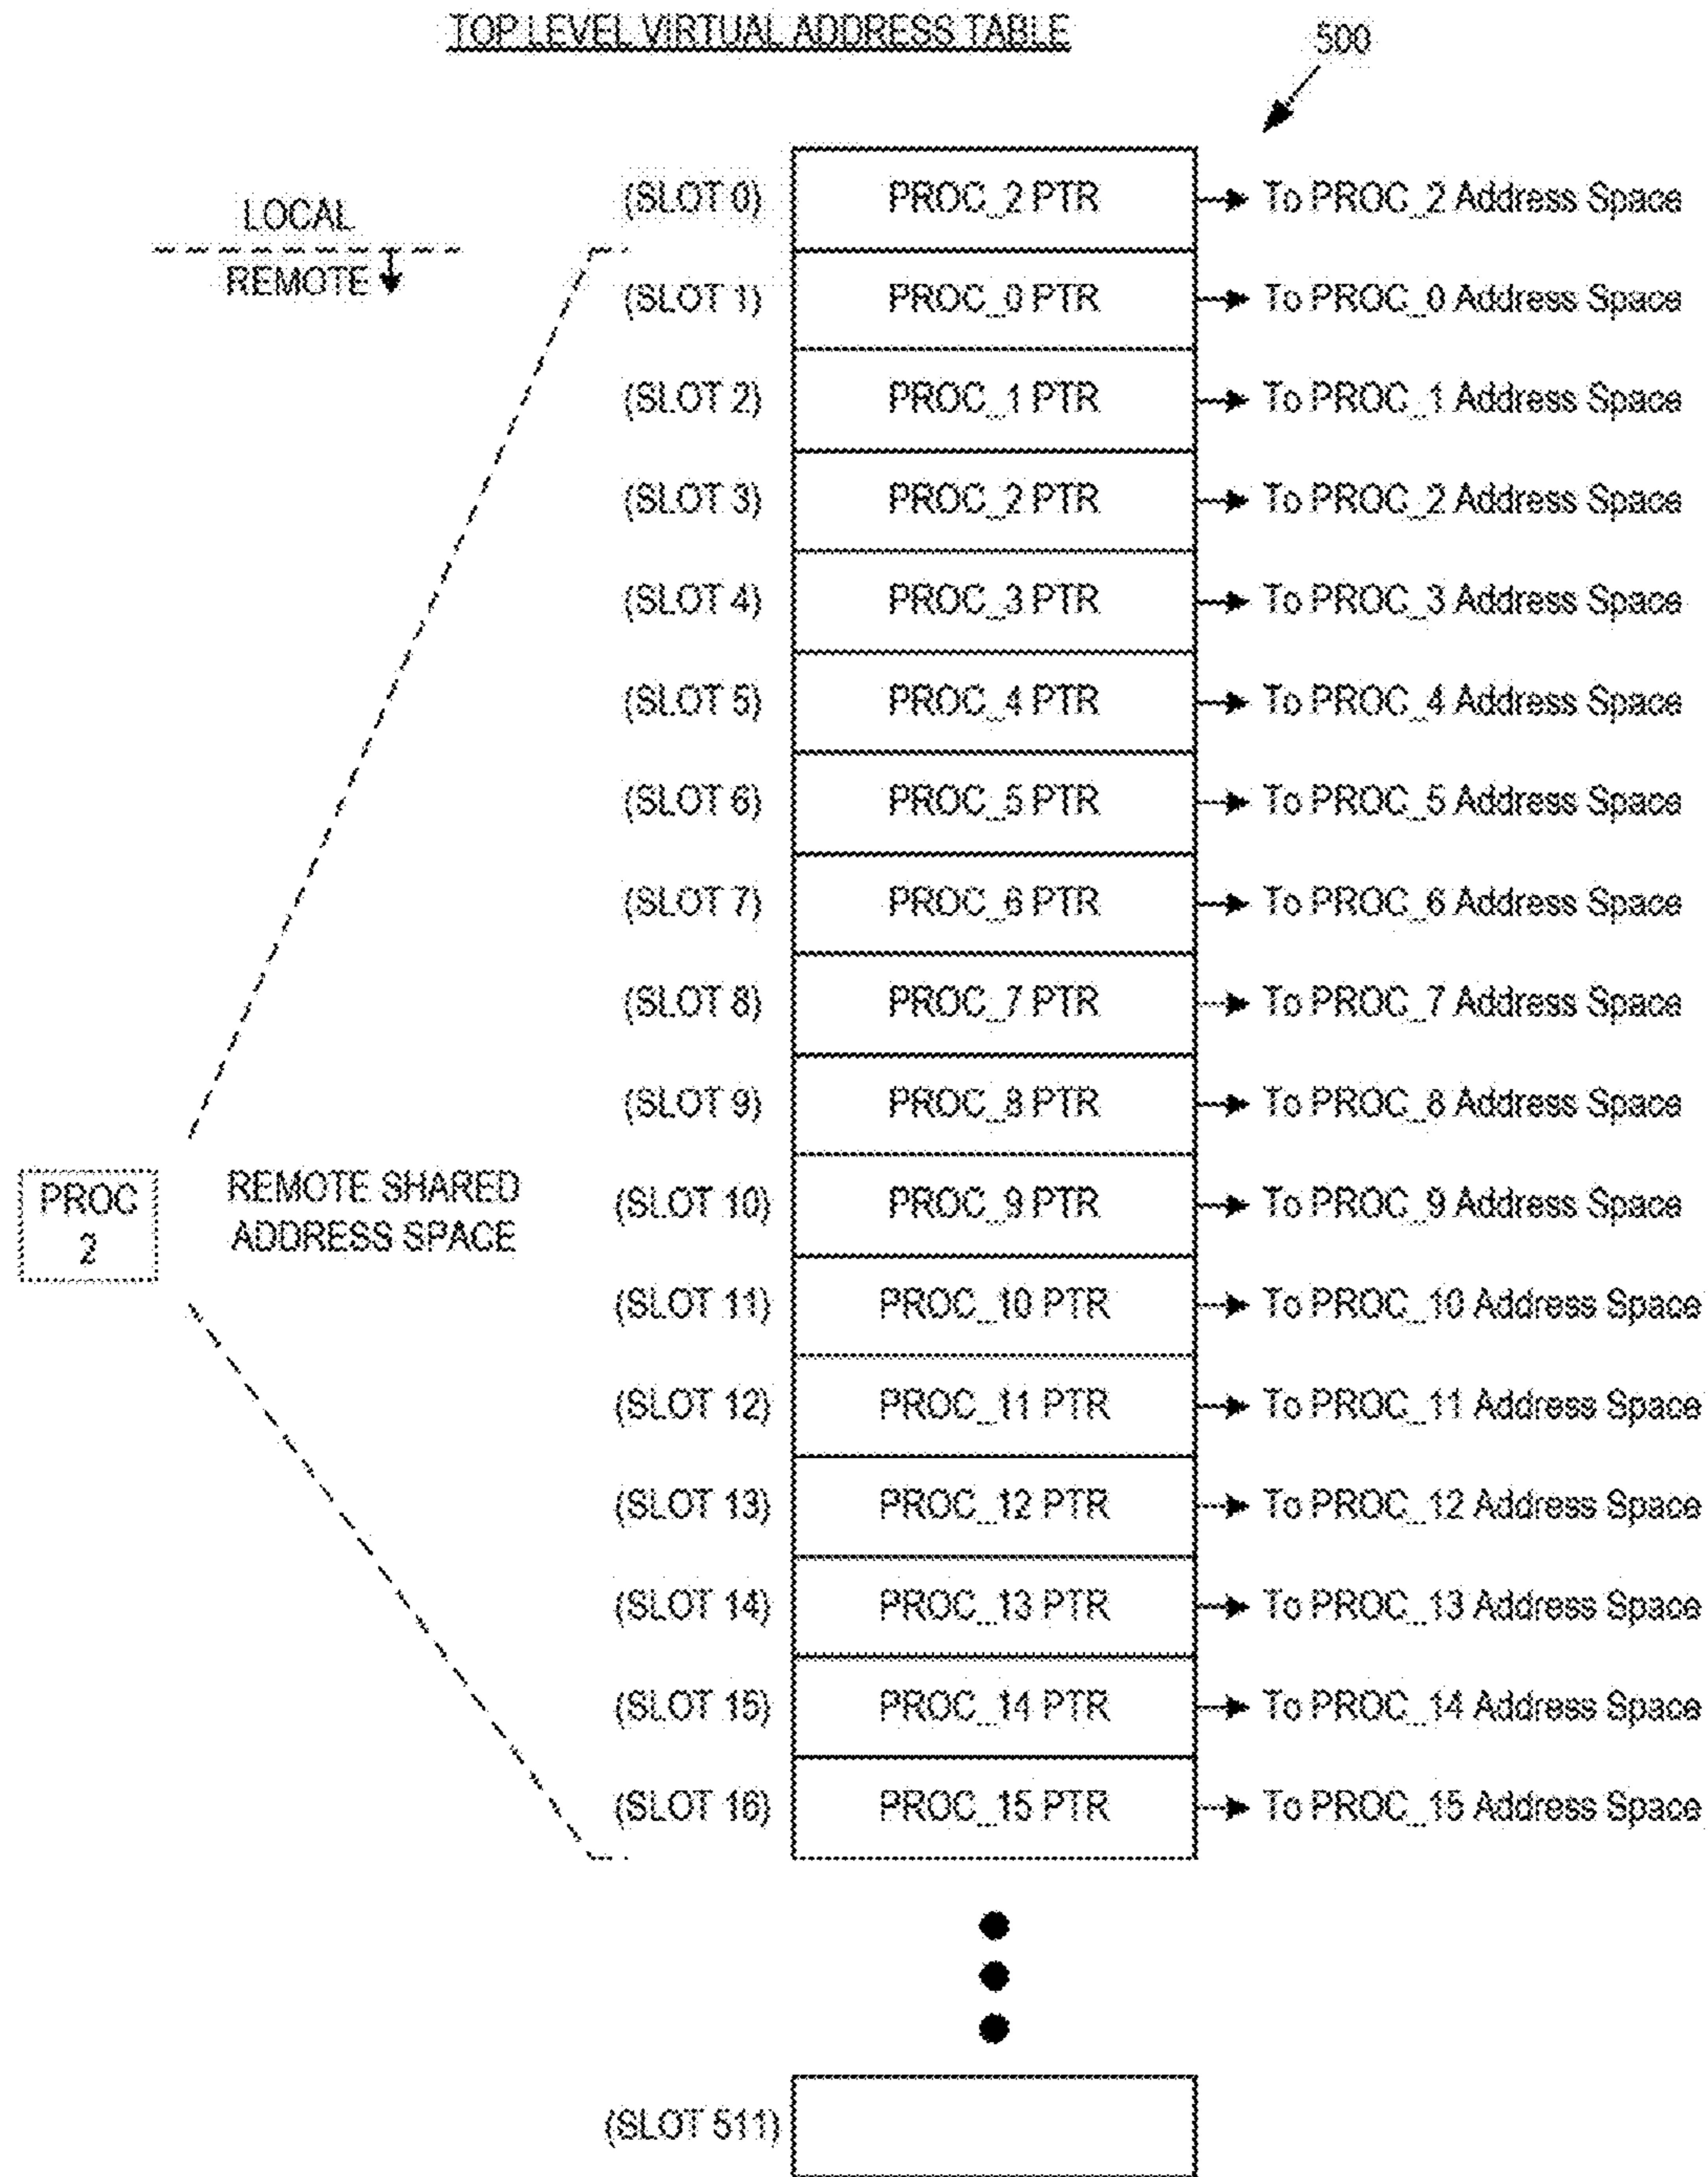 TOP LEVEL VIRTUAL ADDRESS TABLE
500
LOCAL
REMOTE
(SLOT 0) PROC_2 PTR To PROC_2 Address Space
(SLOT 1) PROC_0 PTR To PROC_0 Address Space
(SLOT 2) PROC_1 PTR To PROC_1 Address Space
(SLOT 3) PROC_2 PTR To PROC_2 Address Space
(SLOT 4) PROC_3 PTR To PROC_3 Address Space
(SLOT 5) PROC_4 PTR To PROC_4 Address Space
(SLOT 6) PROC_5 PTR To PROC_5 Address Space
(SLOT 7) PROC_6 PTR To PROC_6 Address Space
(SLOT 8) PROC_7 PTR To PROC_7 Address Space
(SLOT 9) PROC_8 PTR To PROC_8 Address Space
PROC
2
REMOTE SHARED
ADDRESS SPACE
(SLOT 10) PROC_9 PTR To PROC_9 Address Space
(SLOT 11) PROC_10 PTR To PROC_10 Address Space
(SLOT 12) PROC_11 PTR To PROC_11 Address Space
(SLOT 13) PROC_12 PTR To PROC_12 Address Space
(SLOT 14) PROC_13 PTR To PROC_13 Address Space
(SLOT 15) PROC_14 PTR To PROC_14 Address Space
(SLOT 16) PROC_15 PTR To PROC_15 Address Space
(SLOT 511)